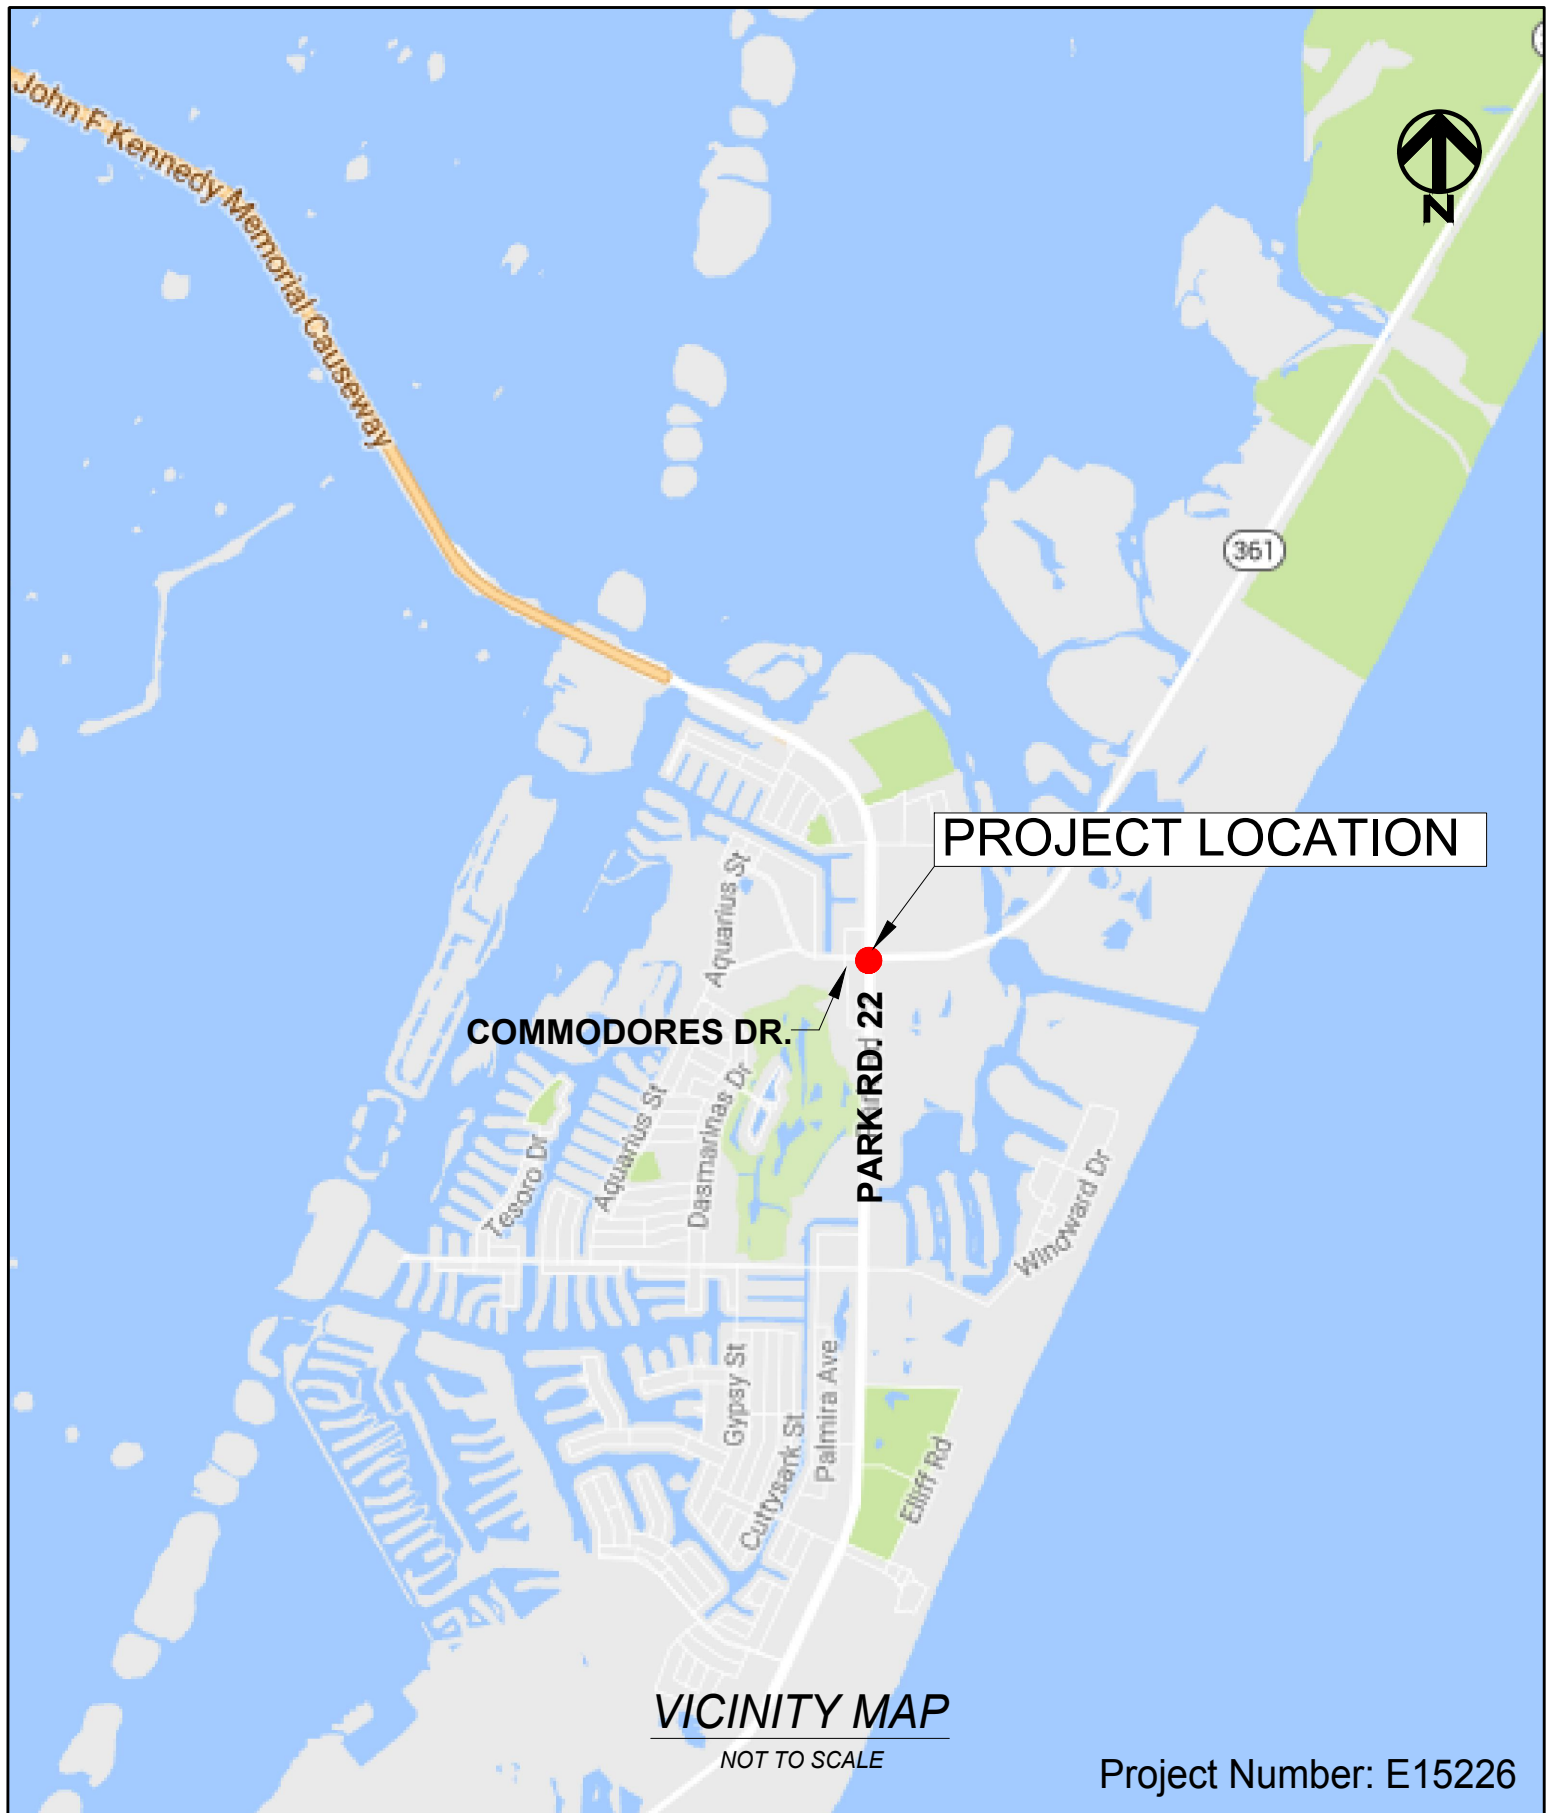 John F Kennedy Memorial Causeway
N
361
PROJECT LOCATION
Aquarius St
COMMODORES DR.
PARK RD. 22
Tesoro Dr
Aquarius St
Dasmarinas Dr
Windward Dr
Gypsy St
Cuttysark St
Palmira Ave
Elliff Rd
VICINITY MAP
NOT TO SCALE
Project Number: E15226